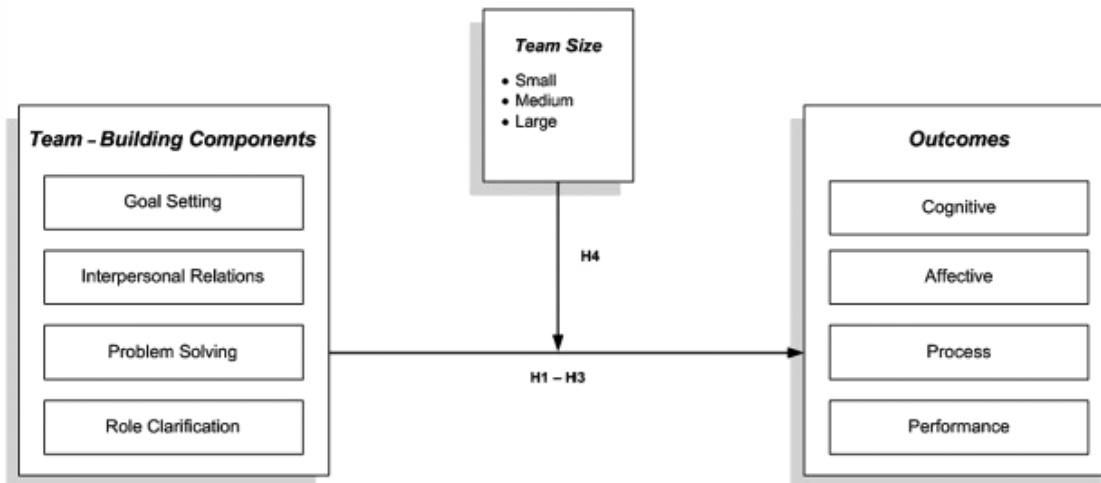 Team Size
• Small
• Medium
• Large
Team – Building Components
Goal Setting
Interpersonal Relations
Problem Solving
Role Clarification
H4
H1 – H3
Outcomes
Cognitive
Affective
Process
Performance